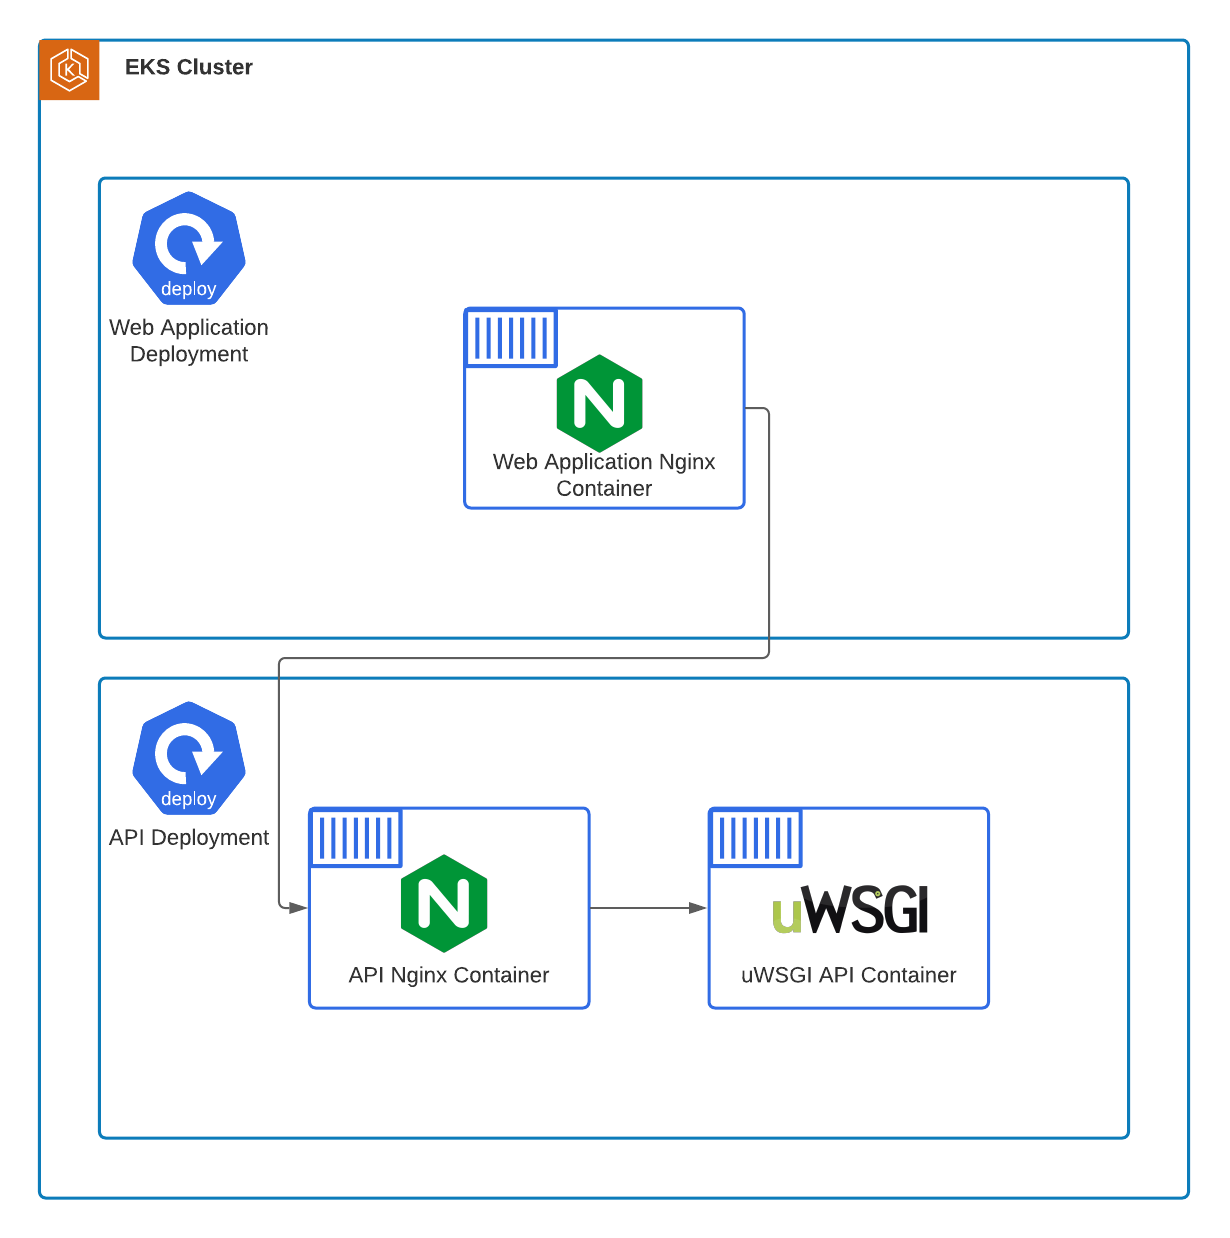 EKS Cluster
deploy
Web Application
Deployment
Web Application Nginx
Container
deploy
API Deployment
API Nginx Container
uWSGI
uWSGI API Container